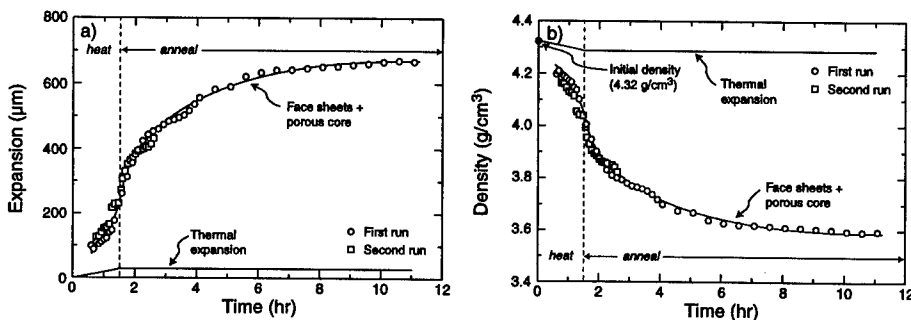 a)
800
600
400
200
0
Expansion (µm)
heat
anneal
Face sheets +
porous core
Thermal
expansion
First run
Second run
0 2 4 6 8 10 12
Time (hr)
b)
4.4
4.2
4.0
3.8
3.6
3.4
Density (g/cm³)
Initial density
(4.32 g/cm³)
Thermal
expansion
First run
Second run
Face sheets +
porous core
heat
anneal
0 2 4 6 8 10 12
Time (hr)